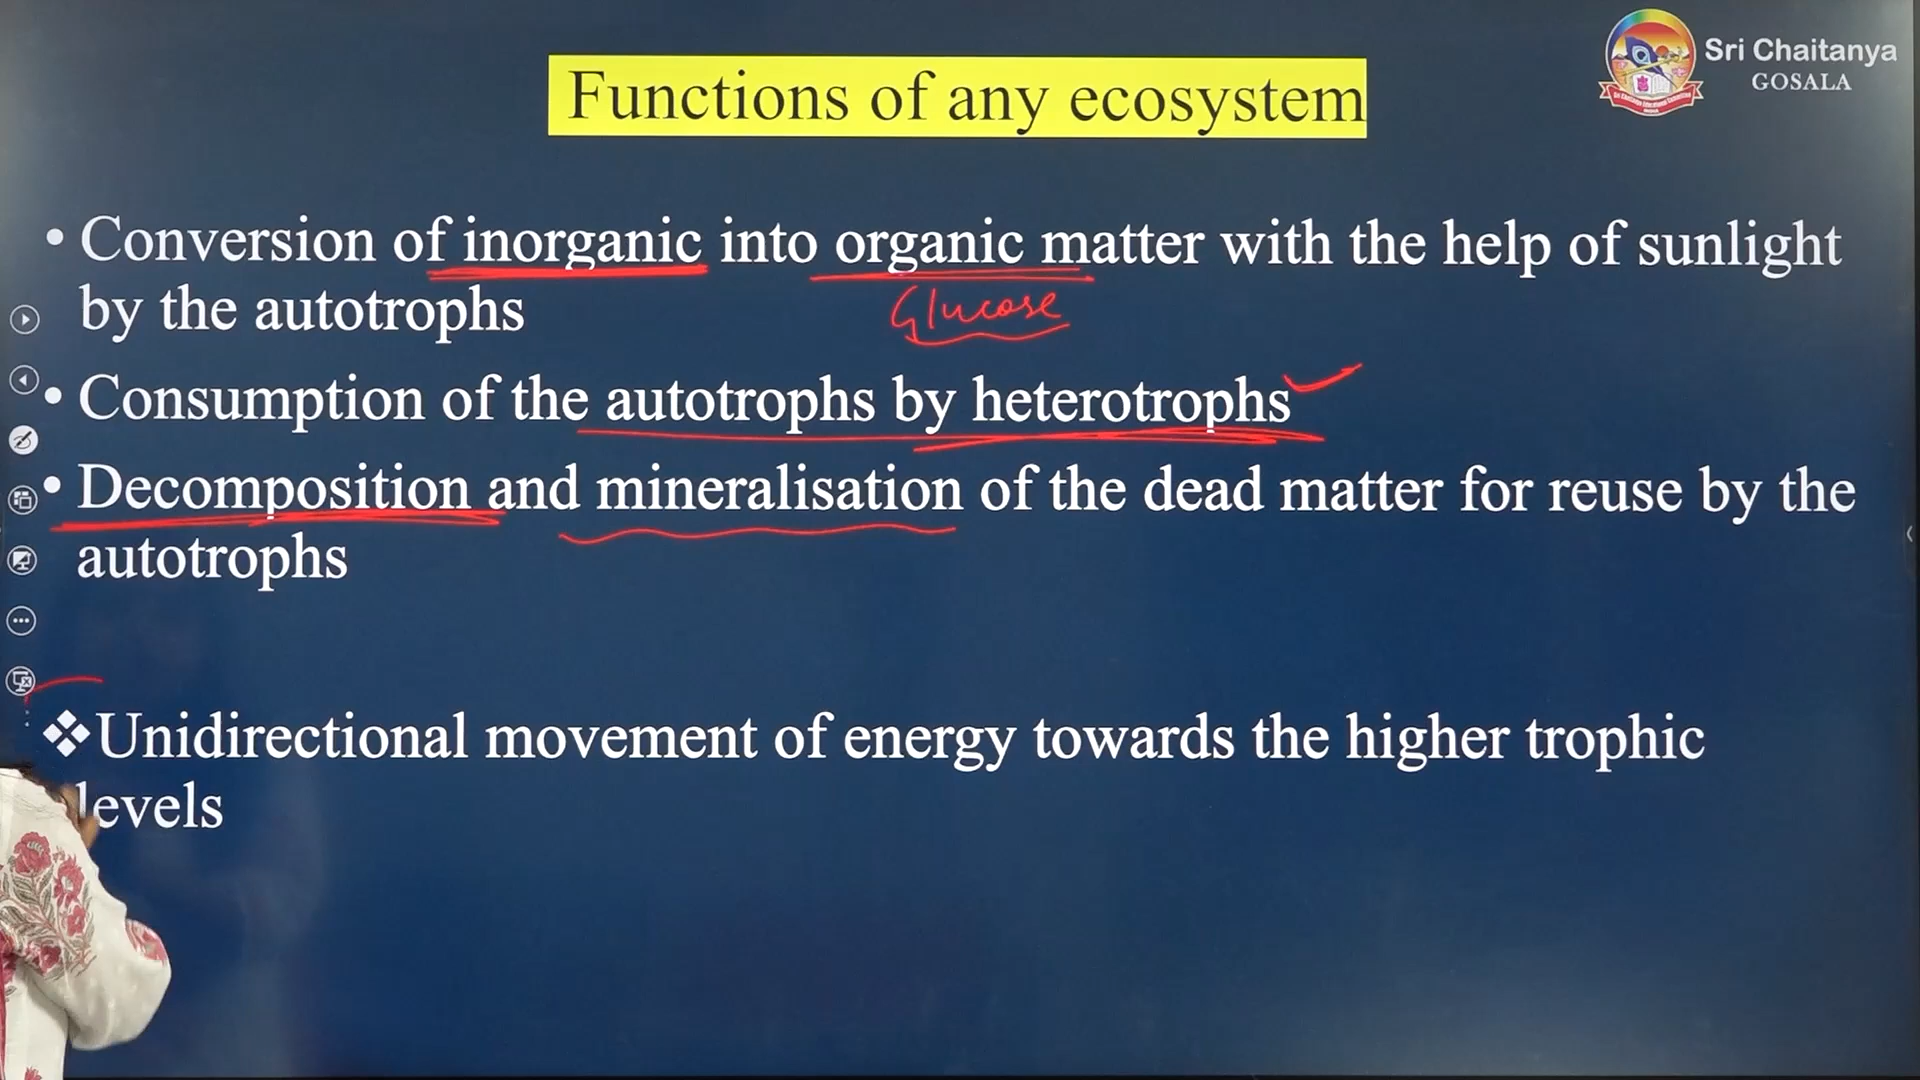 Sri Chaitanya
GOSALA
Functions of any ecosystem
• Conversion of inorganic into organic matter with the help of sunlight
by the autotrophs
Glucose
• Consumption of the autotrophs by heterotrophs
• Decomposition and mineralisation of the dead matter for reuse by the
autotrophs
❖Unidirectional movement of energy towards the higher trophic
levels